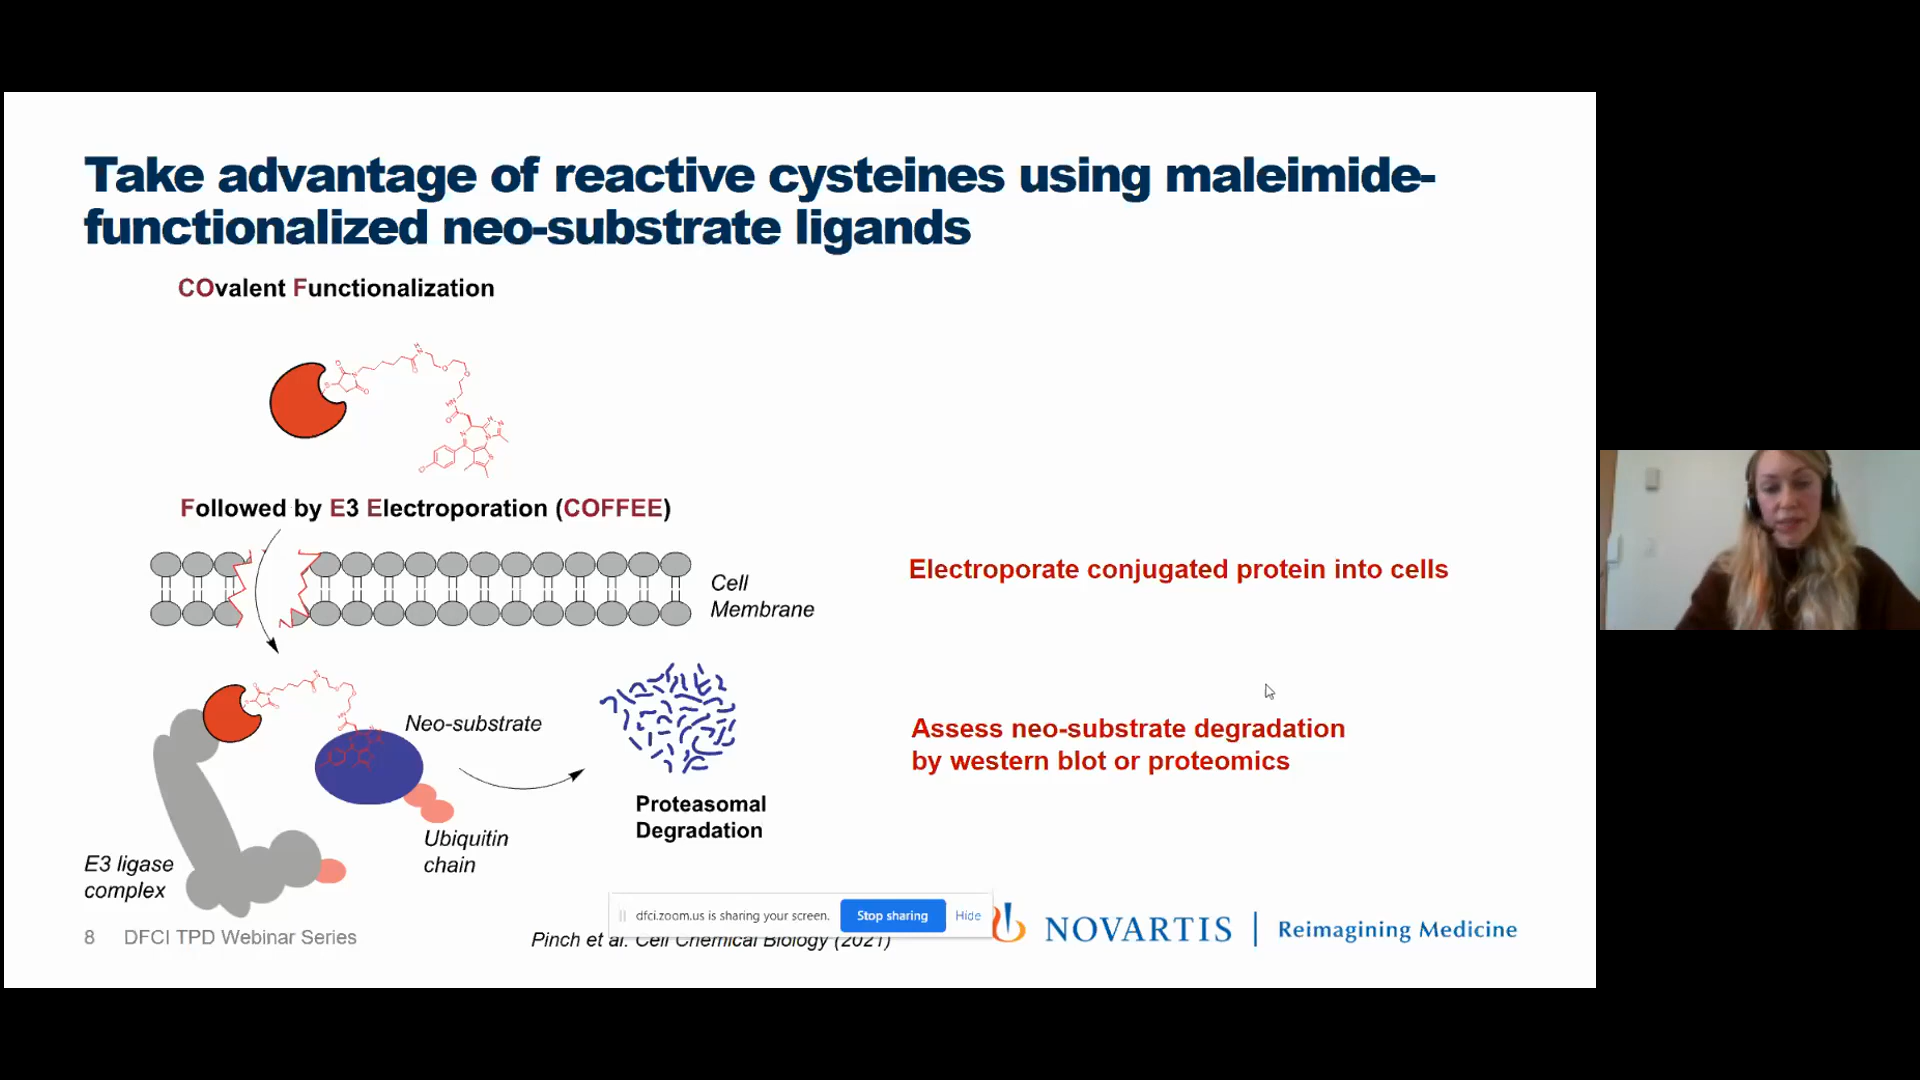 Take advantage of reactive cysteines using maleimide-
functionalized neo-substrate ligands
COvalent Functionalization
Followed by E3 Electroporation (COFFEE)
Cell
Membrane
Electroporate conjugated protein into cells
Neo-substrate
Assess neo-substrate degradation
by western blot or proteomics
Proteasomal
Degradation
Ubiquitin
chain
E3 ligase
complex
dfci.zoom.us is sharing your screen.
Stop sharing
Hide
8 DFCI TPD Webinar Series
Pinch et al. Cell Chemical Biology (2021)
NOVARTIS | Reimagining Medicine